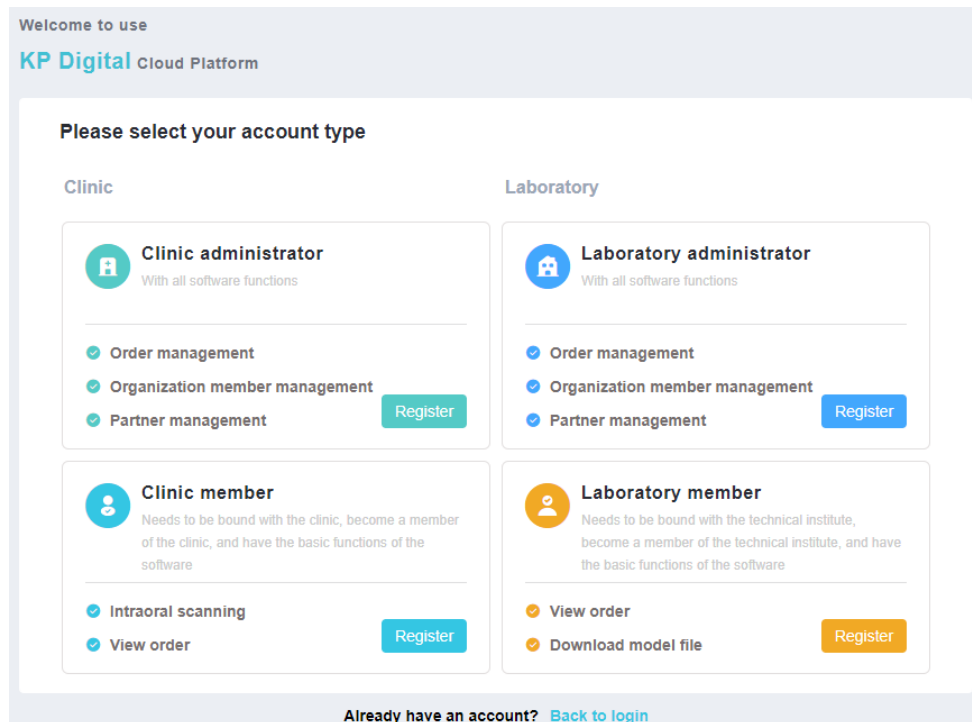 Welcome to use
KP Digital Cloud Platform
Please select your account type
Clinic
Laboratory
Clinic administrator
With all software functions
Order management
Organization member management
Partner management
Register
Laboratory administrator
With all software functions
Order management
Organization member management
Partner management
Register
Clinic member
Needs to be bound with the clinic, become a member
of the clinic, and have the basic functions of the
software
Intraoral scanning
View order
Register
Laboratory member
Needs to be bound with the technical institute,
become a member of the technical institute, and have
the basic functions of the software
View order
Download model file
Register
Already have an account? Back to login